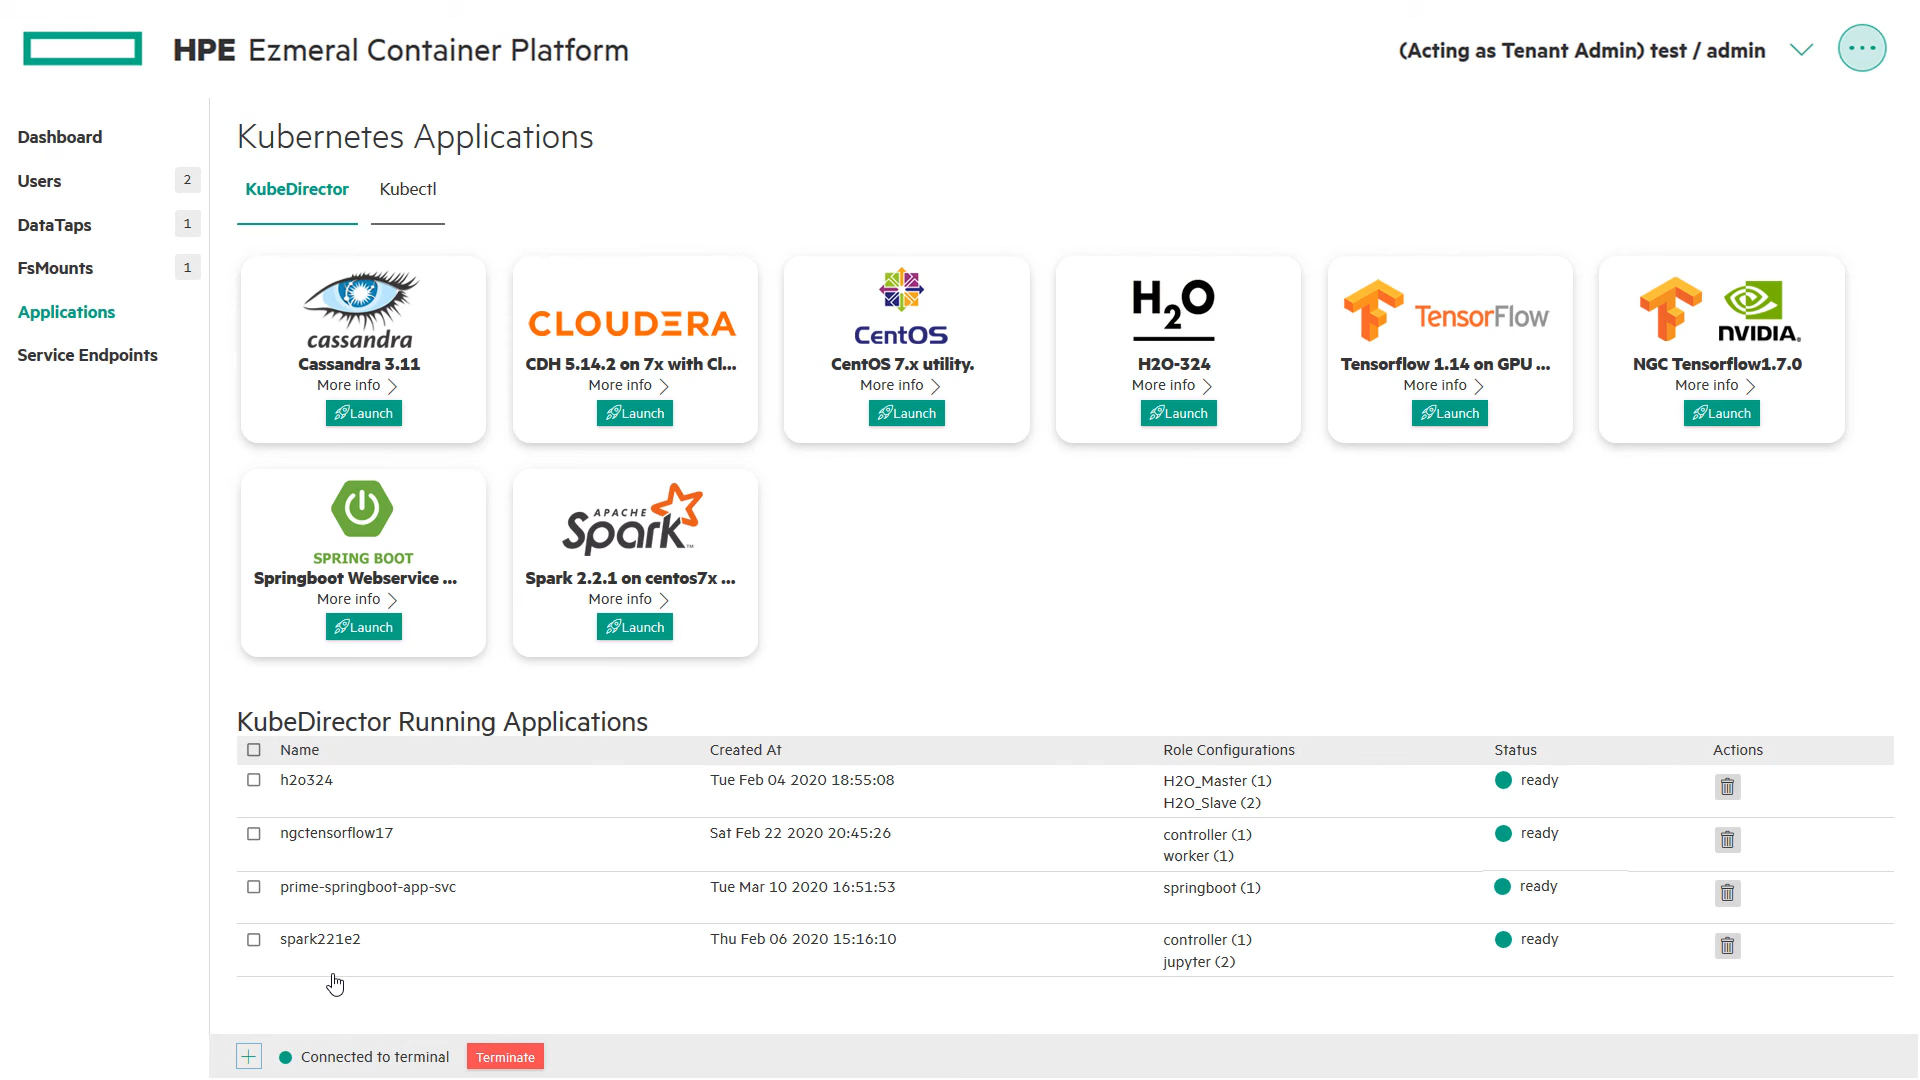 HPE Ezmeral Container Platform
(Acting as Tenant Admin) test / admin
Dashboard
Users 2
DataTaps 1
FsMounts 1
Applications
Service Endpoints
Kubernetes Applications
KubeDirector Kubectl
cassandra
Cassandra 3.11
More info
Launch
CLOUDERA
CDH 5.14.2 on 7x with Cl...
More info
Launch
CentOS
CentOS 7.x utility.
More info
Launch
H2O
H2O-324
More info
Launch
TensorFlow
Tensorflow 1.14 on GPU ...
More info
Launch
NVIDIA.
NGC Tensorflow1.7.0
More info
Launch
SPRING BOOT
Springboot Webservice ...
More info
Launch
APACHE
Spark™
Spark 2.2.1 on centos7x ...
More info
Launch
KubeDirector Running Applications
Name Created At Role Configurations Status Actions
h2o324 Tue Feb 04 2020 18:55:08 H2O_Master (1) ready
H2O_Slave (2)
ngctensorflow17 Sat Feb 22 2020 20:45:26 controller (1) ready
worker (1)
prime-springboot-app-svc Tue Mar 10 2020 16:51:53 springboot (1) ready
spark221e2 Thu Feb 06 2020 15:16:10 controller (1) ready
jupyter (2)
Connected to terminal Terminate